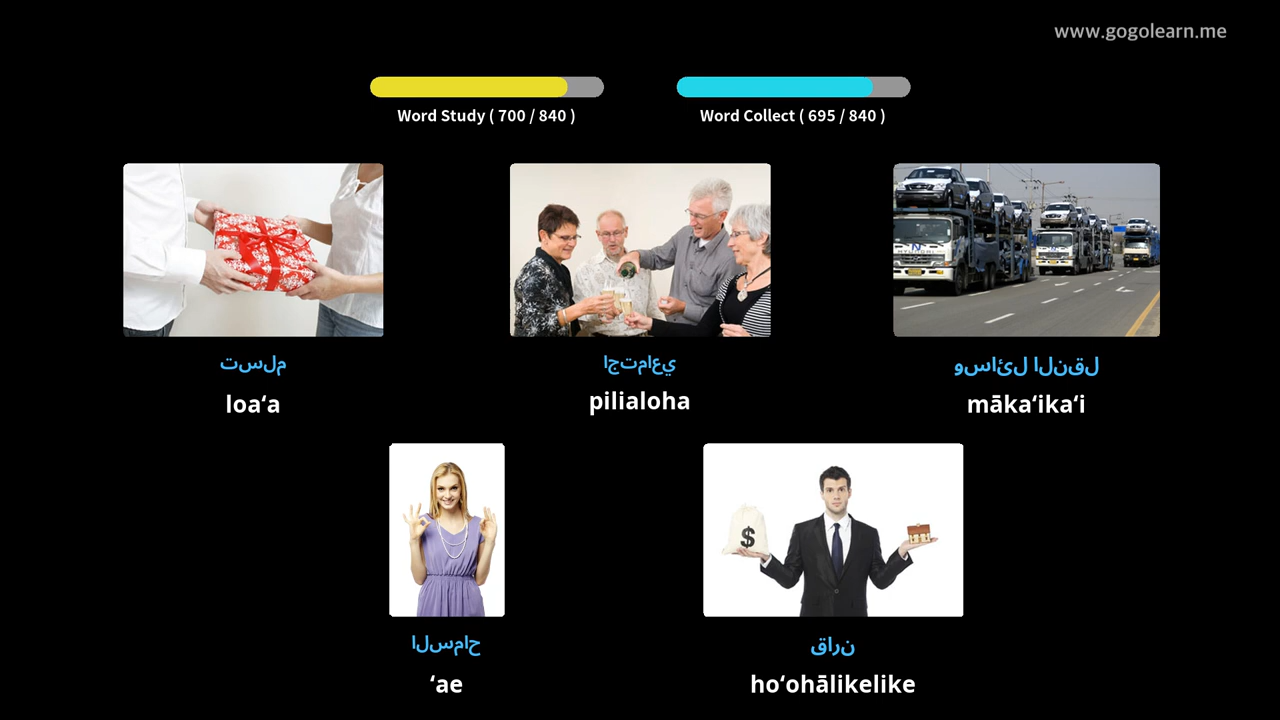 www.gogolearn.me
Word Study ( 700 / 840 )
Word Collect ( 695 / 840 )
تسلم
loaʻa
اجتماعي
pilialoha
وسائل النقل
mākaʻikaʻi
السماح
ʻae
قارن
hoʻohālikelike